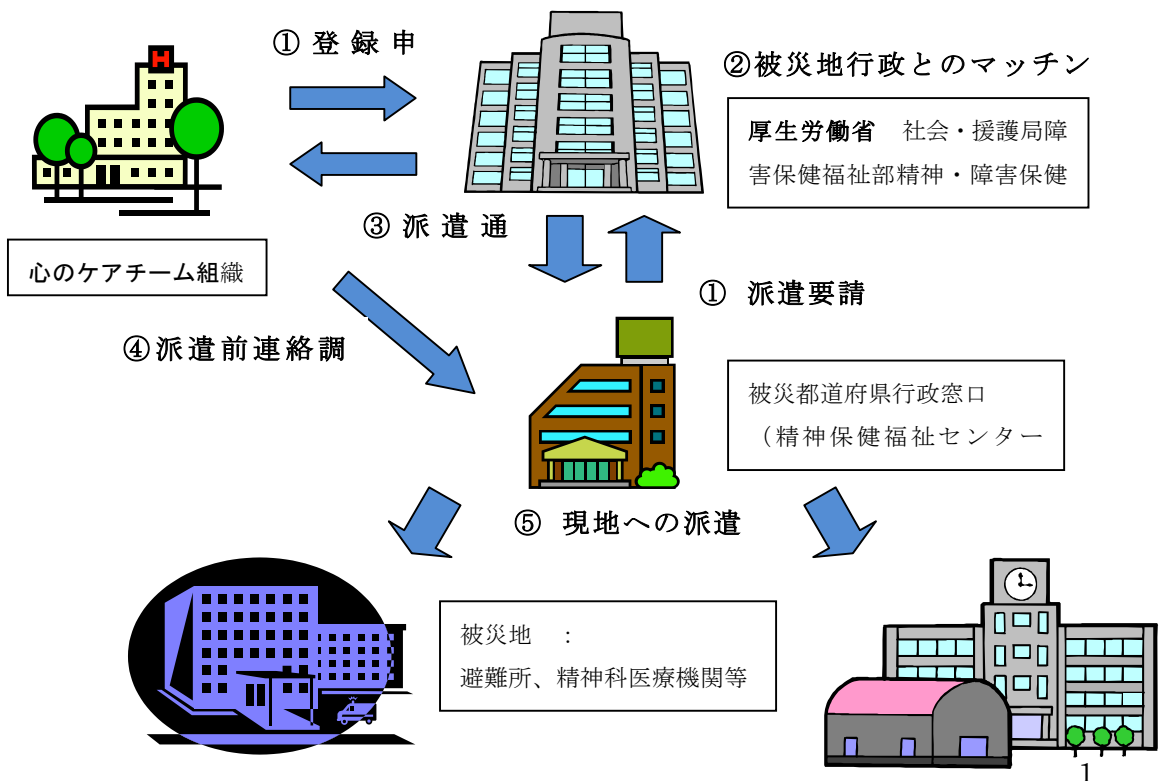 ① 登 録 申
H
②被災地行政とのマッチン
厚生労働省　社会・援護局障
害保健福祉部精神・障害保健
③ 派 遣 通
心のケアチーム組織
① 派遣要請
④派遣前連絡調
被災都道府県行政窓口
（精神保健福祉センター
⑤ 現地への派遣
被災地　：
避難所、精神科医療機関等
1